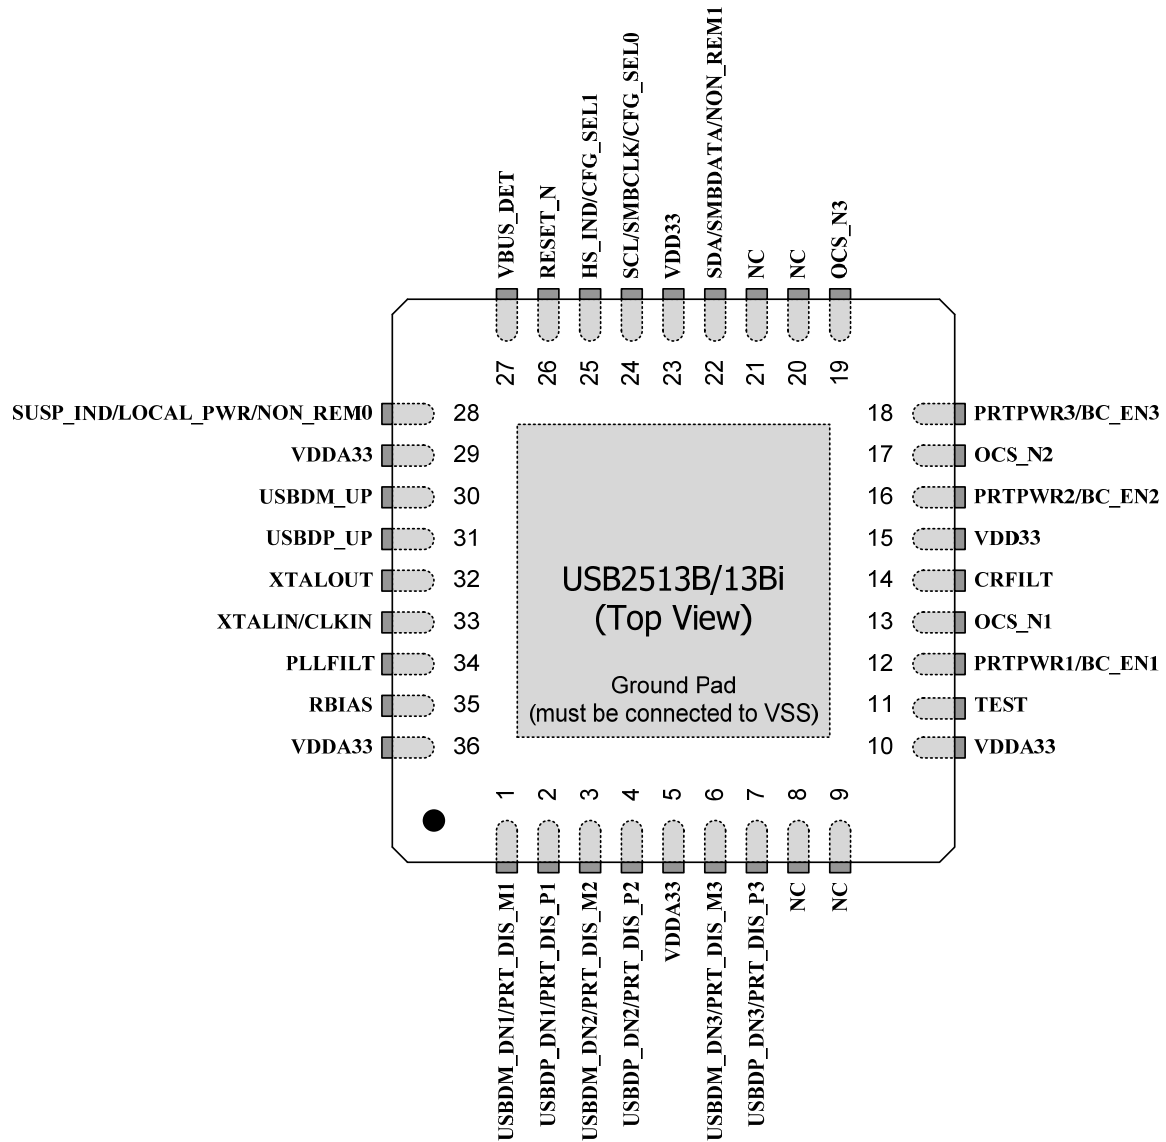 VBUS_DET
RESET_N
HS_IND/CFG_SEL1
SCL/SMBCLK/CFG_SEL0
VDD33
SDA/SMBDATA/NON_REM1
NC
NC
OCS_N3
27
26
25
24
23
22
21
20
19
SUSP_IND/LOCAL_PWR/NON_REM0 28
VDDA33 29
USBDM_UP 30
USBDP_UP 31
XTALOUT 32
XTALIN/CLKIN 33
PLLFILT 34
RBIAS 35
VDDA33 36
USB2513B/13Bi
(Top View)
Ground Pad
(must be connected to VSS)
18 PRTPWR3/BC_EN3
17 OCS_N2
16 PRTPWR2/BC_EN2
15 VDD33
14 CRFILT
13 OCS_N1
12 PRTPWR1/BC_EN1
11 TEST
10 VDDA33
1
2
3
4
5
6
7
8
9
USBDM_DN1/PRT_DIS_M1
USBDP_DN1/PRT_DIS_P1
USBDM_DN2/PRT_DIS_M2
USBDP_DN2/PRT_DIS_P2
VDDA33
USBDM_DN3/PRT_DIS_M3
USBDP_DN3/PRT_DIS_P3
NC
NC